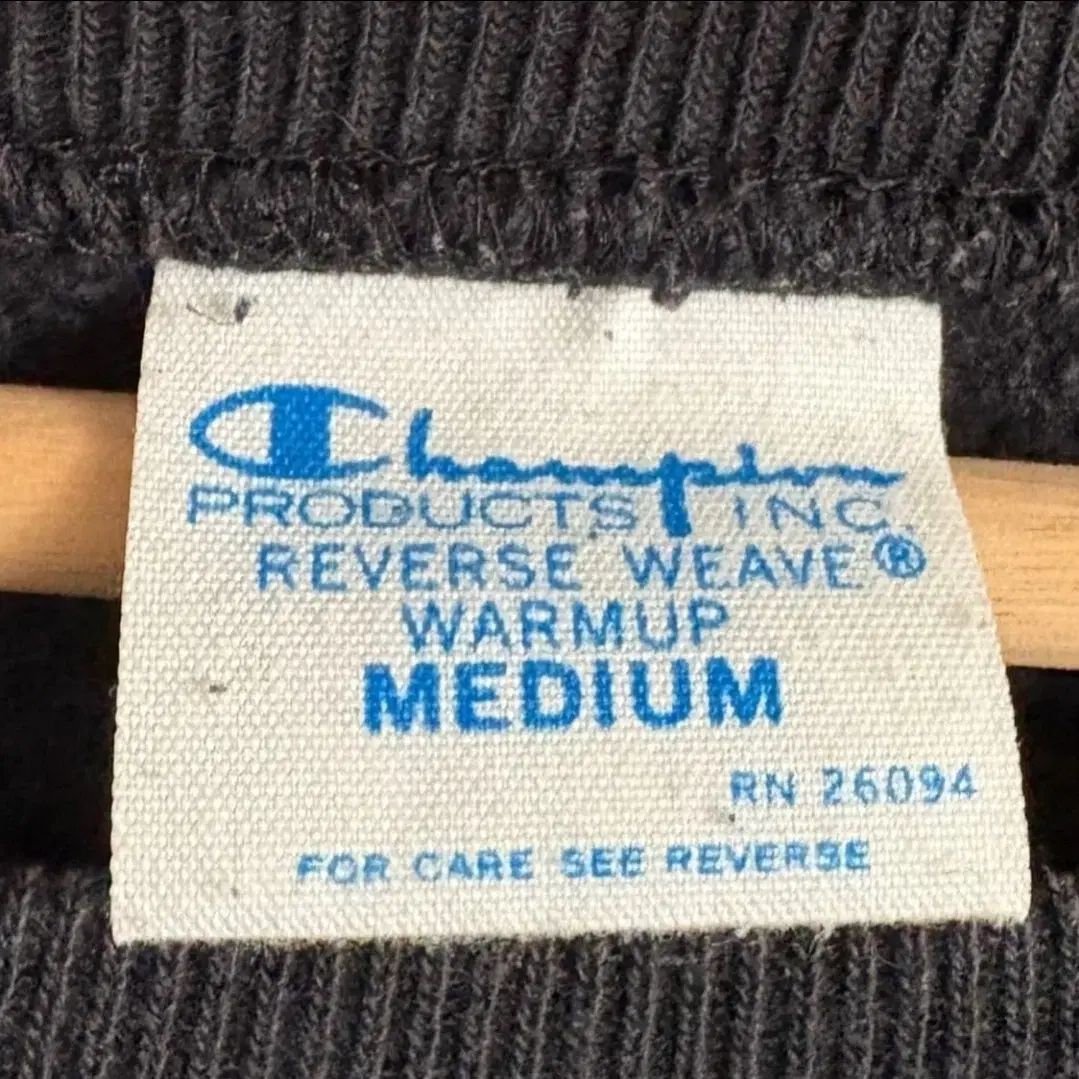 Champion
PRODUCTS INC.
REVERSE WEAVE®
WARMUP
MEDIUM
RN 26094
FOR CARE SEE REVERSE